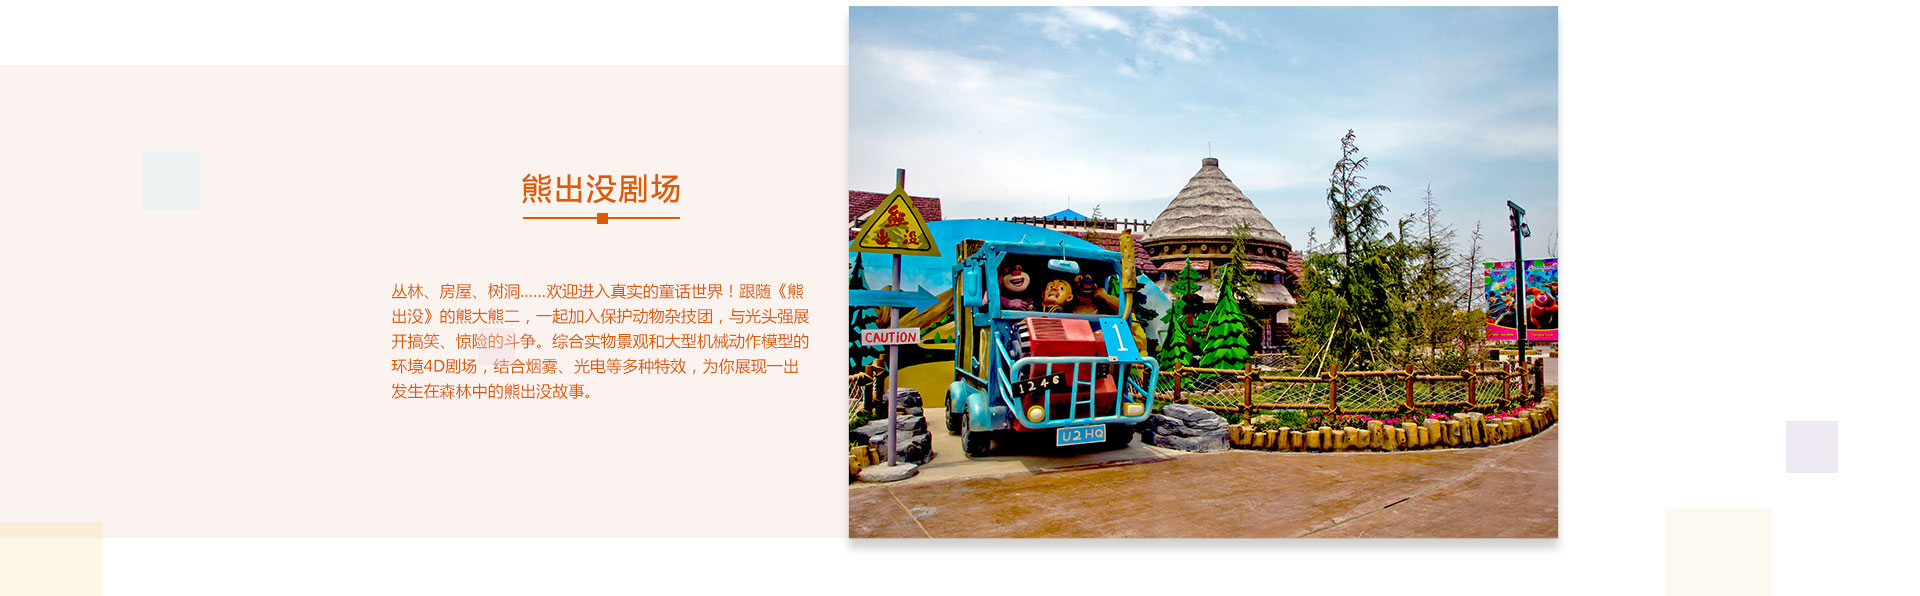 熊出没剧场
丛林、房屋、树洞......欢迎进入真实的童话世界！跟随《熊
出没》的熊大熊二，一起加入保护动物杂技团，与光头强展
开搞笑、惊险的斗争。综合实物景观和大型机械动作模型的
环境4D剧场，结合烟雾、光电等多种特效，为你展现一出
发生在森林中的熊出没故事。
熊
出没
CAUTION
1
1246
U2HQ